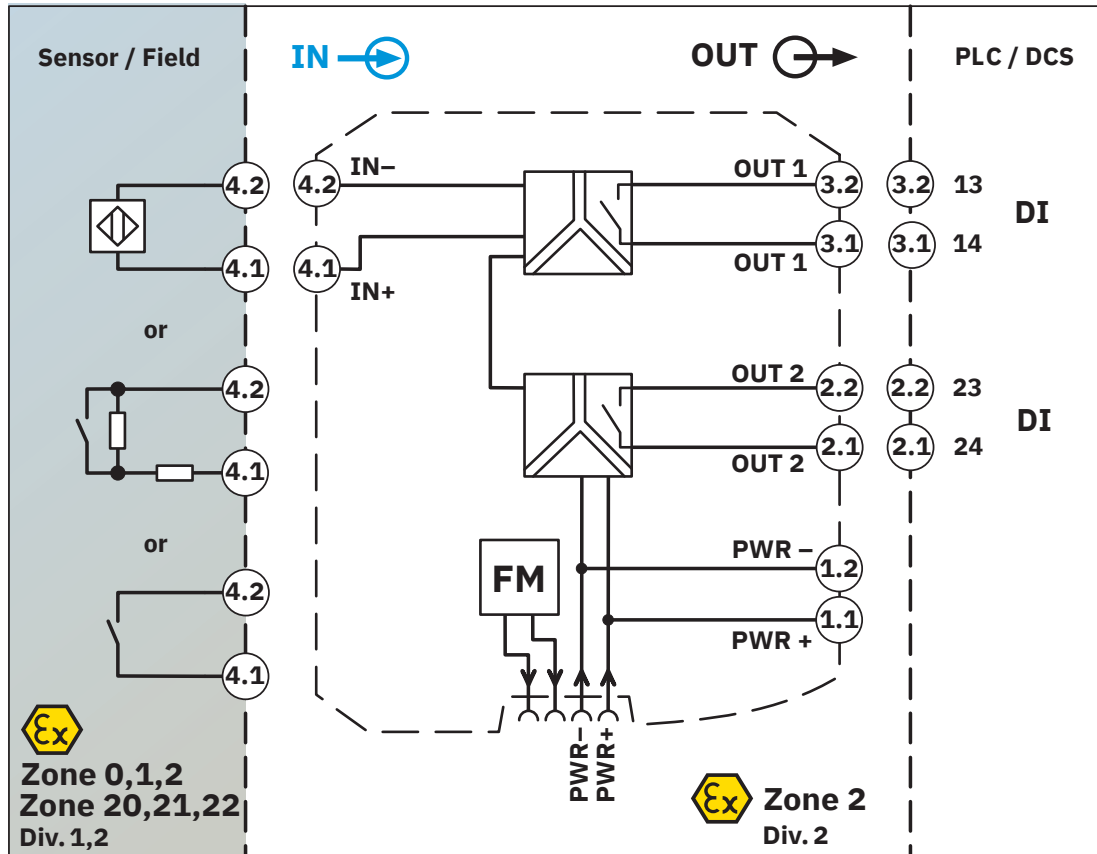 Sensor / Field
IN
OUT
PLC / DCS
4.2
4.2
IN–
OUT 1
3.2
3.2
13
DI
4.1
4.1
IN+
OUT 1
3.1
3.1
14
or
4.2
OUT 2
2.2
2.2
23
DI
4.1
OUT 2
2.1
2.1
24
or
4.2
FM
PWR –
1.2
1.1
PWR +
4.1
PWR–
PWR+
Ex
Zone 0,1,2
Zone 20,21,22
Div. 1,2
Ex
Zone 2
Div. 2